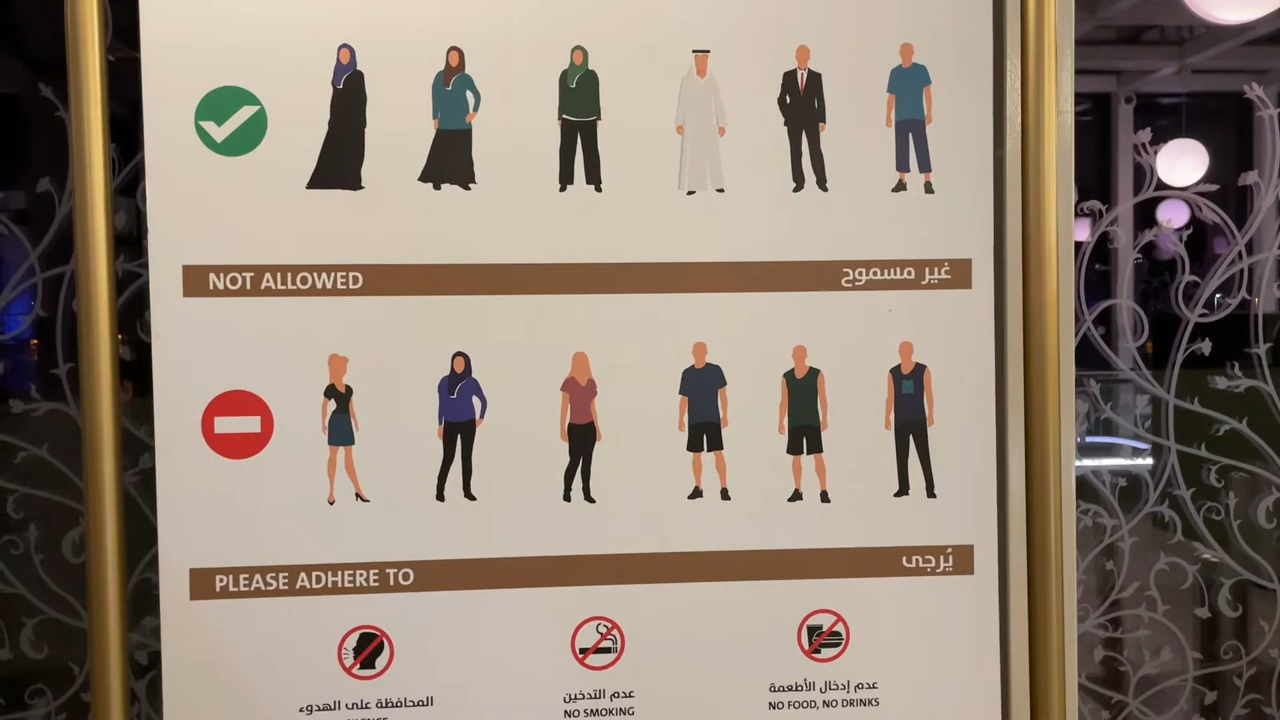 NOT ALLOWED
غير مسموح
PLEASE ADHERE TO
يُرجى
المحافظة على الهدوء
عدم التدخين
NO SMOKING
عدم إدخال الأطعمة
NO FOOD, NO DRINKS